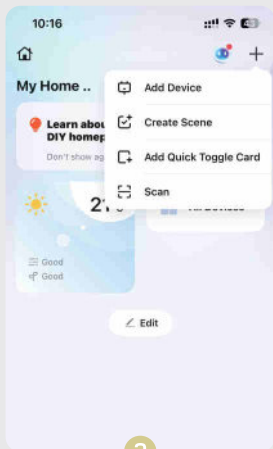 10:16
My Home ..
Add Device
Learn abou
DIY homep
Create Scene
Don't show ag
Add Quick Toggle Card
Scan
Good
Good
Edit